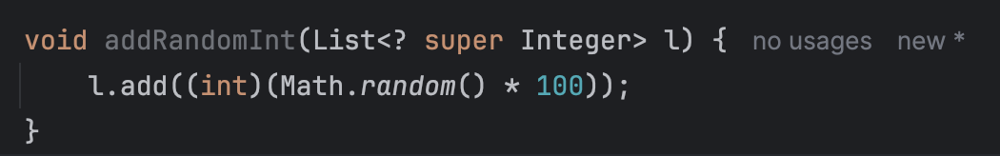 void addRandomInt(List<? super Integer> l) { no usages new *
    l.add((int)(Math.random() * 100));
}